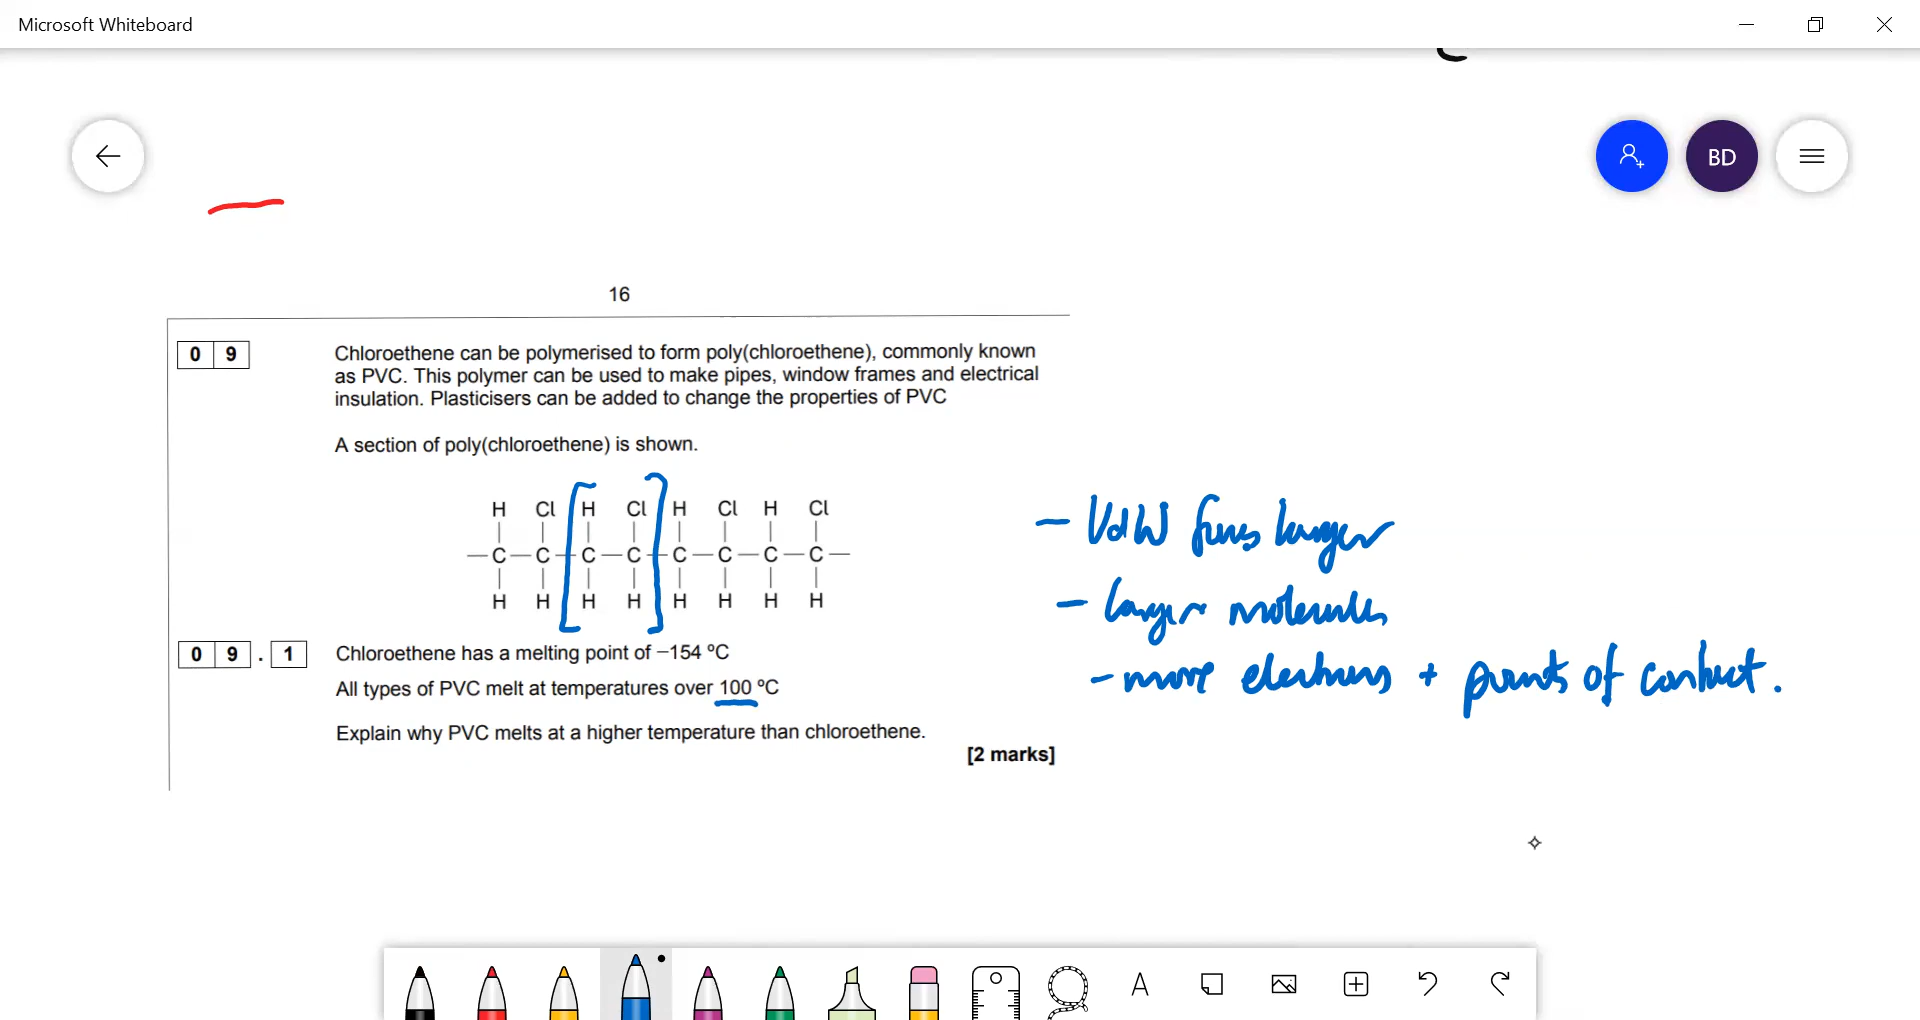 Microsoft Whiteboard
BD
16
0 9
Chloroethene can be polymerised to form poly(chloroethene), commonly known
as PVC. This polymer can be used to make pipes, window frames and electrical
insulation. Plasticisers can be added to change the properties of PVC
A section of poly(chloroethene) is shown.
H Cl H Cl H Cl H Cl
—C—C—C—C—C—C—C—C—
H H H H H H H H
- VdW forces larger
- larger molecules
- more electrons + points of contact.
0 9 . 1
Chloroethene has a melting point of −154 ºC
All types of PVC melt at temperatures over 100 ºC
Explain why PVC melts at a higher temperature than chloroethene.
[2 marks]
A